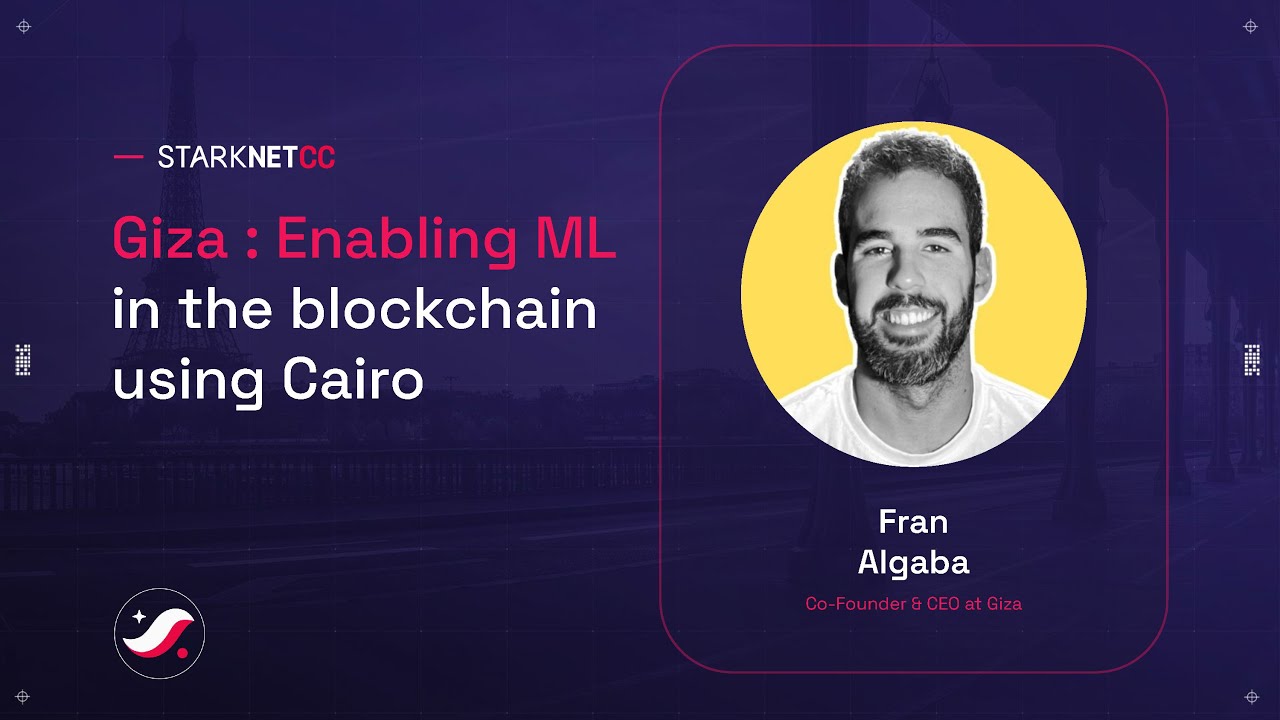 — STARKNETCC
Giza : Enabling ML
in the blockchain
using Cairo
Fran
Algaba
Co-Founder & CEO at Giza